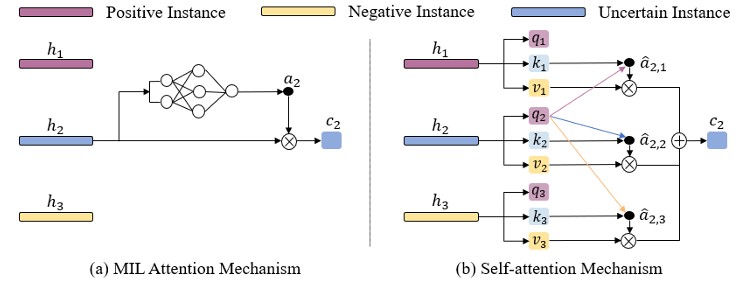 Positive Instance Negative Instance Uncertain Instance
h₁
h₂
h₃
a₂
c₂
h₁
h₂
h₃
q₁
k₁
v₁
q₂
k₂
v₂
q₃
k₃
v₃
â₂,₁
â₂,₂
â₂,₃
c₂
(a) MIL Attention Mechanism
(b) Self-attention Mechanism